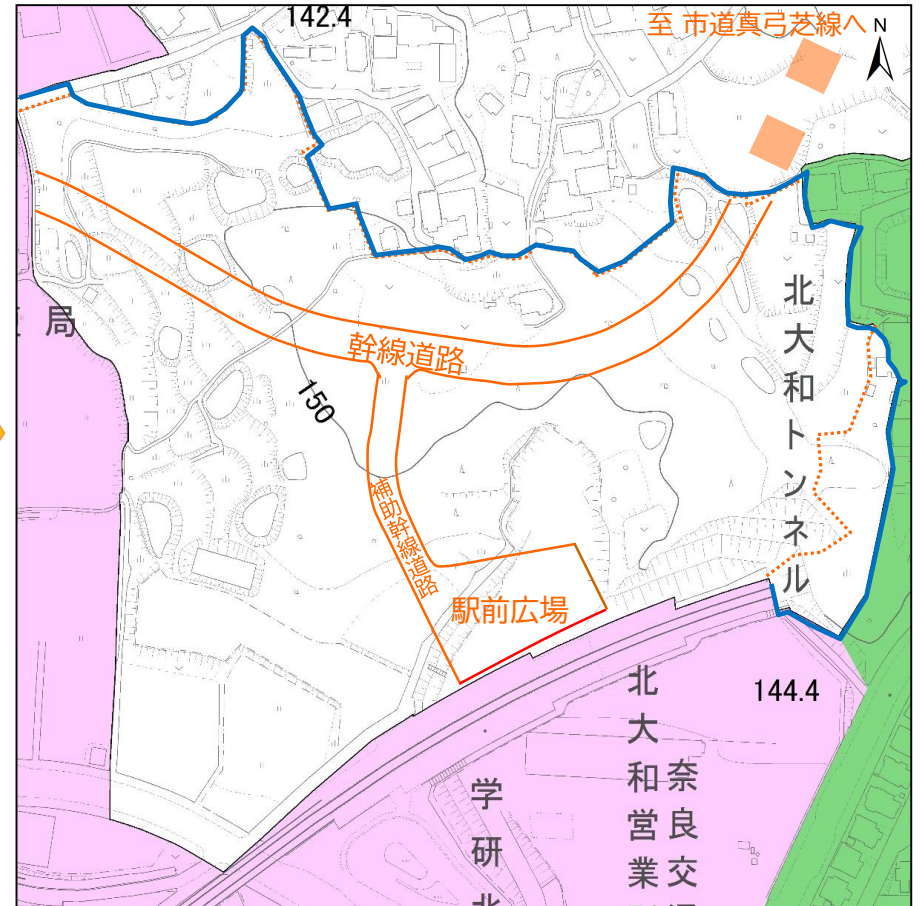 142.4
至 市道真弓芝線へ
N
局
幹線道路
150
北大和トンネル
補助幹線道路
駅前広場
144.4
北大和営業
奈良交
学研北